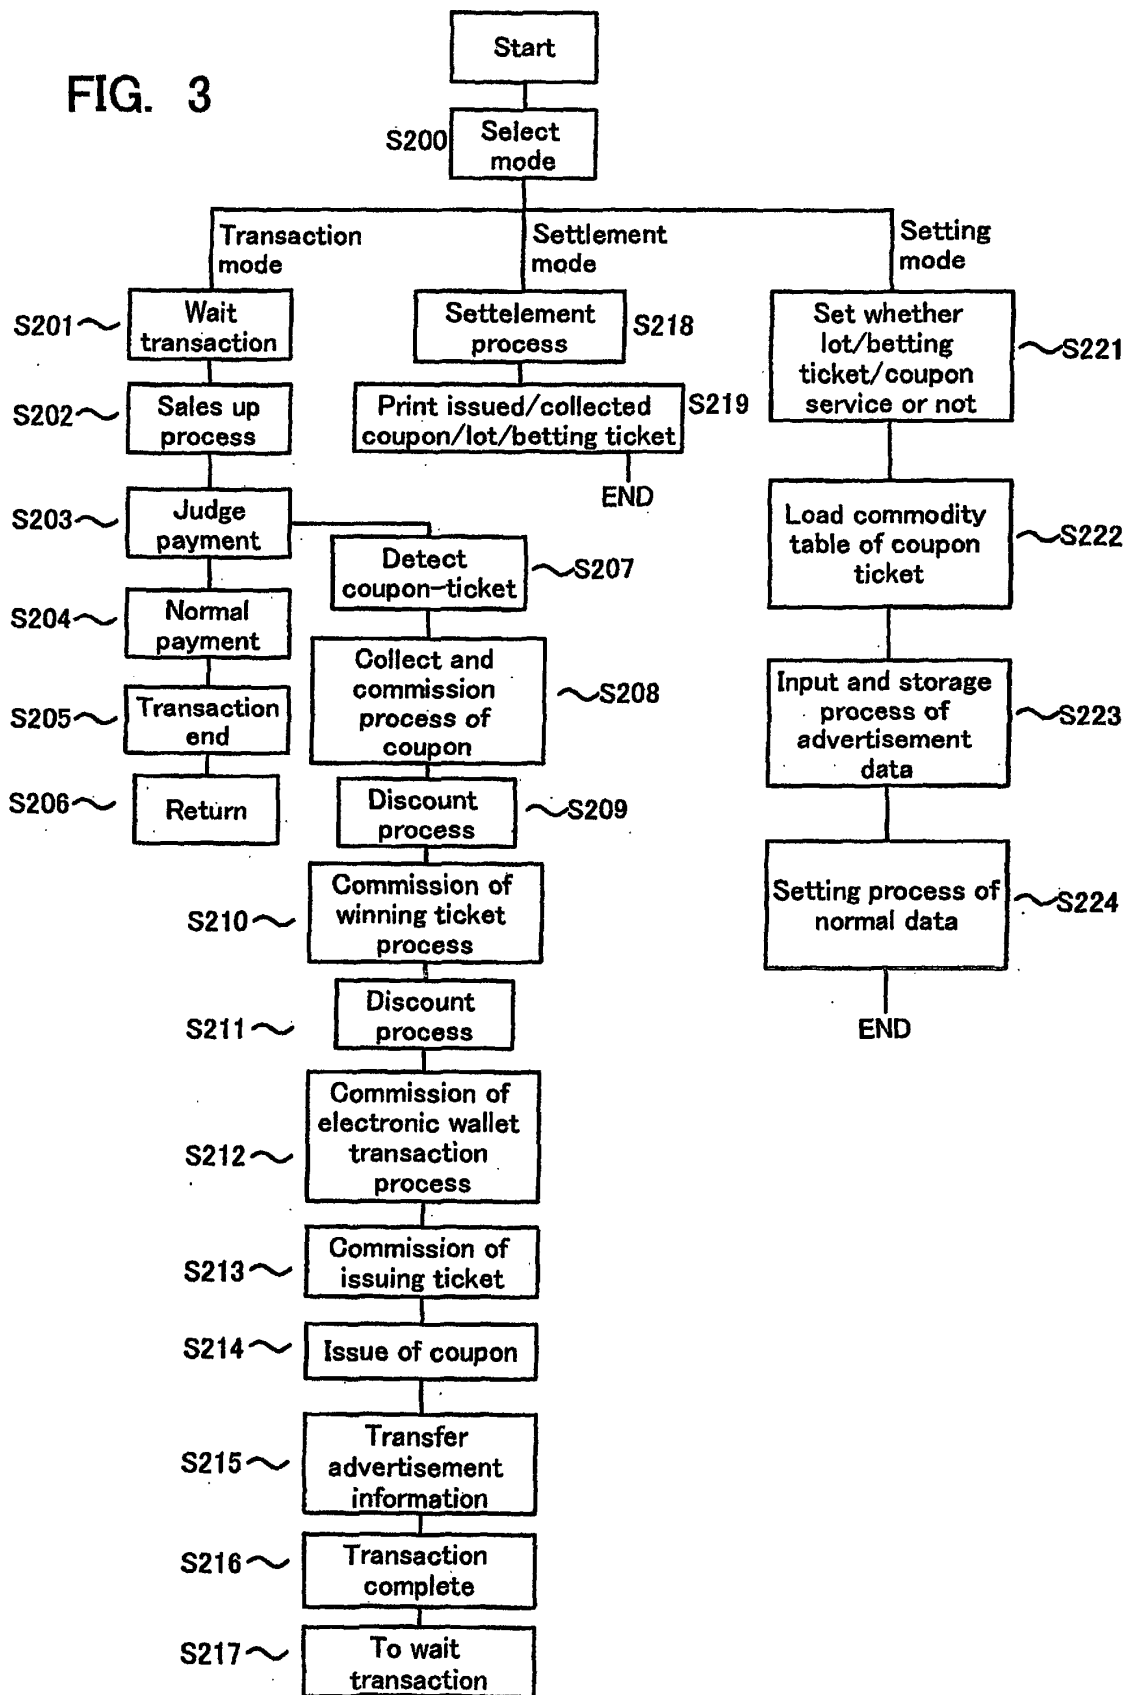 FIG. 3
Start
S200
Select
mode
Transaction
mode
Settlement
mode
Setting
mode
S201
Wait
transaction
S202
Sales up
process
S203
Judge
payment
S204
Normal
payment
S205
Transaction
end
S206
Return
Detect
coupon-ticket
S207
Collect and
commission
process of
coupon
S208
Discount
process
S209
S210
Commission of
winning ticket
process
S211
Discount
process
S212
Commission of
electronic wallet
transaction
process
S213
Commission of
issuing ticket
S214
Issue of coupon
S215
Transfer
advertisement
information
S216
Transaction
complete
S217
To wait
transaction
Settelement
process
S218
Print issued/collected
coupon/lot/betting ticket
S219
END
Set whether
lot/betting
ticket/coupon
service or not
S221
Load commodity
table of coupon
ticket
S222
Input and storage
process of
advertisement
data
S223
Setting process of
normal data
S224
END